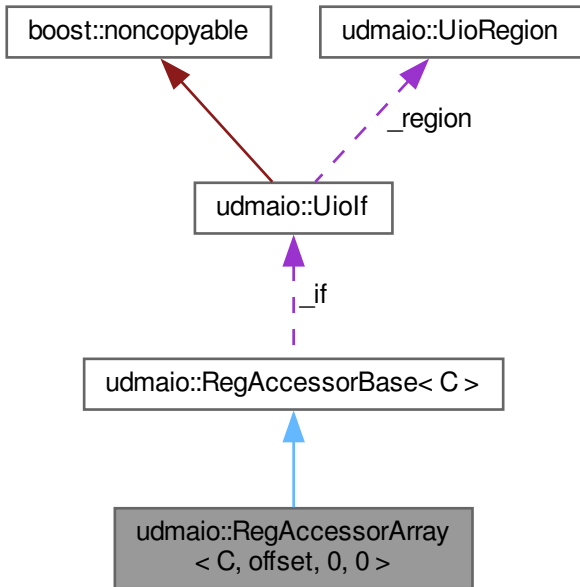 boost::noncopyable
udmaio::UioRegion
_region
udmaio::UioIf
_if
udmaio::RegAccessorBase< C >
udmaio::RegAccessorArray
< C, offset, 0, 0 >